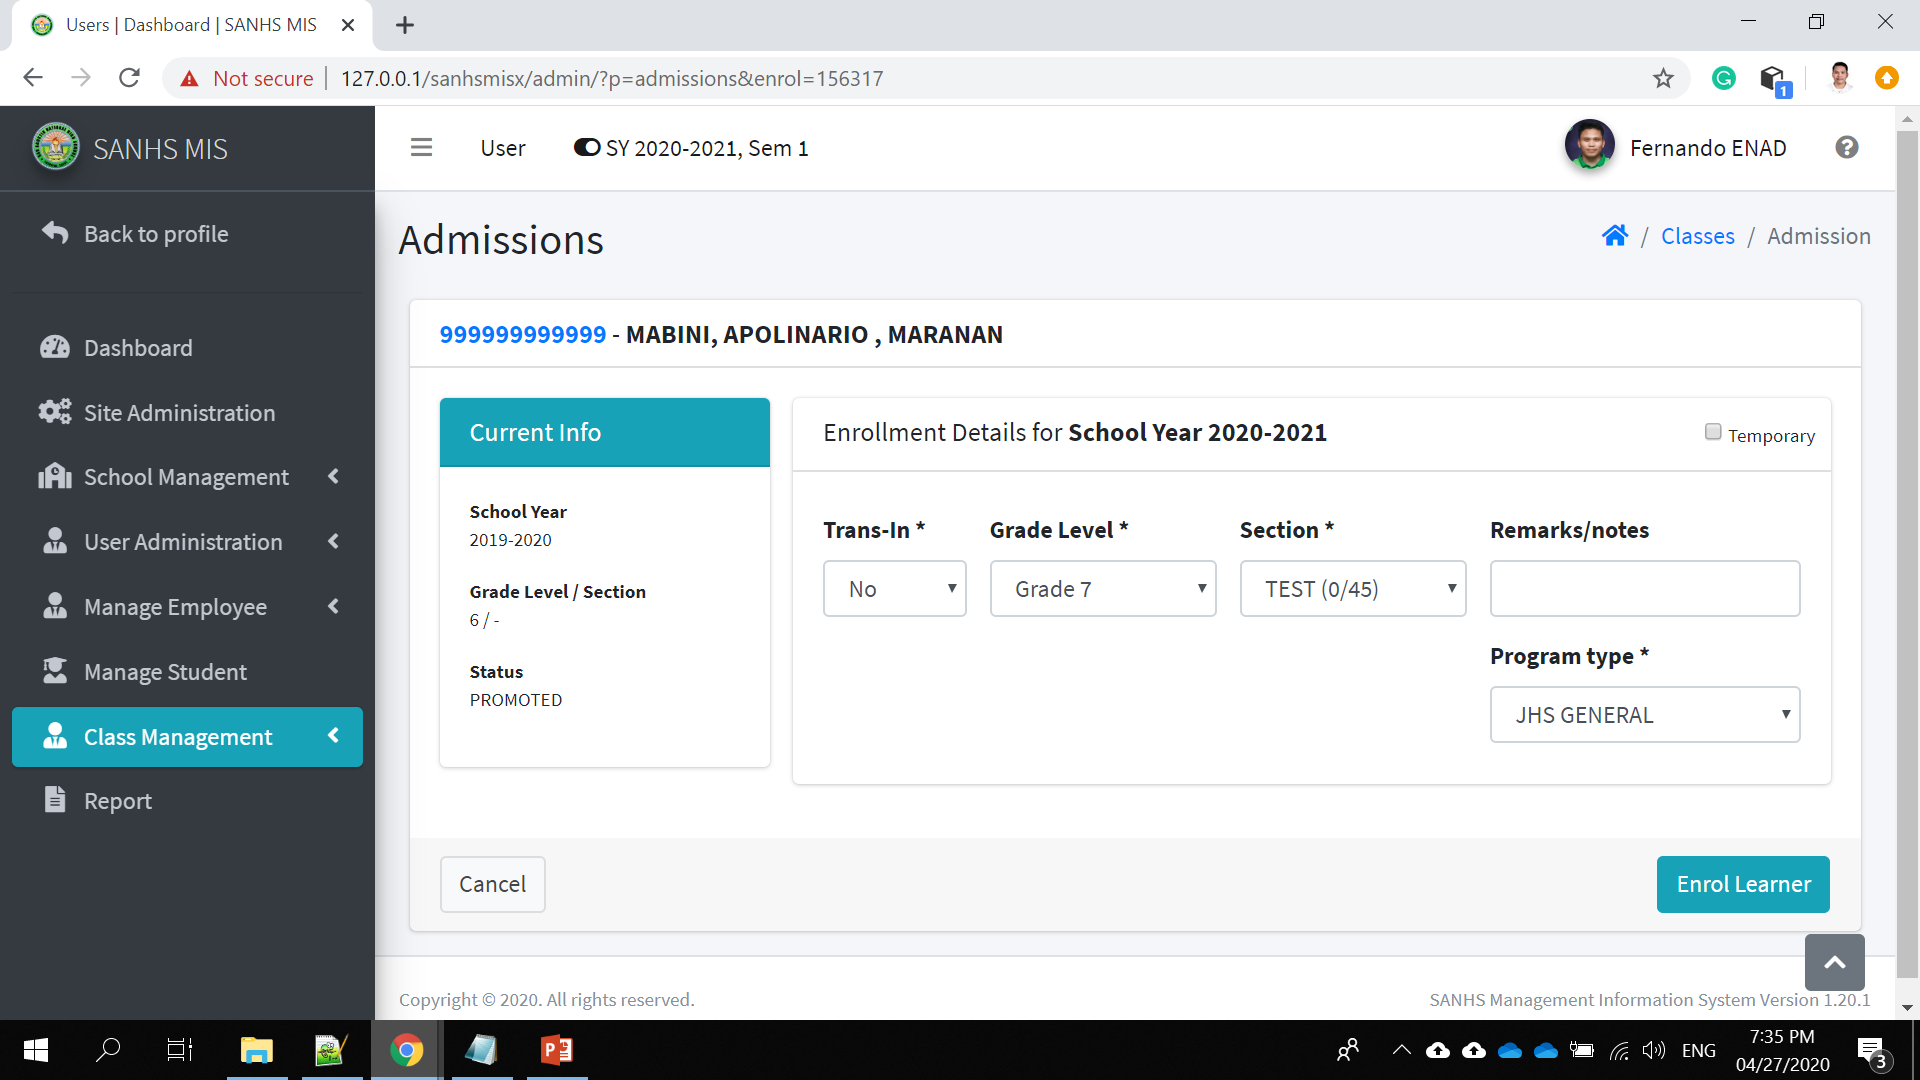 Users | Dashboard | SANHS MIS
Not secure
127.0.0.1/sanhsmisx/admin/?p=admissions&enrol=156317
1
SANHS MIS
User
SY 2020-2021, Sem 1
Fernando ENAD
Back to profile
Admissions
/ Classes / Admission
999999999999 - MABINI, APOLINARIO , MARANAN
Dashboard
Site Administration
School Management
User Administration
Manage Employee
Manage Student
Class Management
Report
Current Info
School Year
2019-2020
Grade Level / Section
6 / -
Status
PROMOTED
Enrollment Details for School Year 2020-2021
Temporary
Trans-In *
No
Grade Level *
Grade 7
Section *
TEST (0/45)
Remarks/notes
Program type *
JHS GENERAL
Cancel
Enrol Learner
Copyright © 2020. All rights reserved.
SANHS Management Information System Version 1.20.1
ENG
7:35 PM
04/27/2020
3